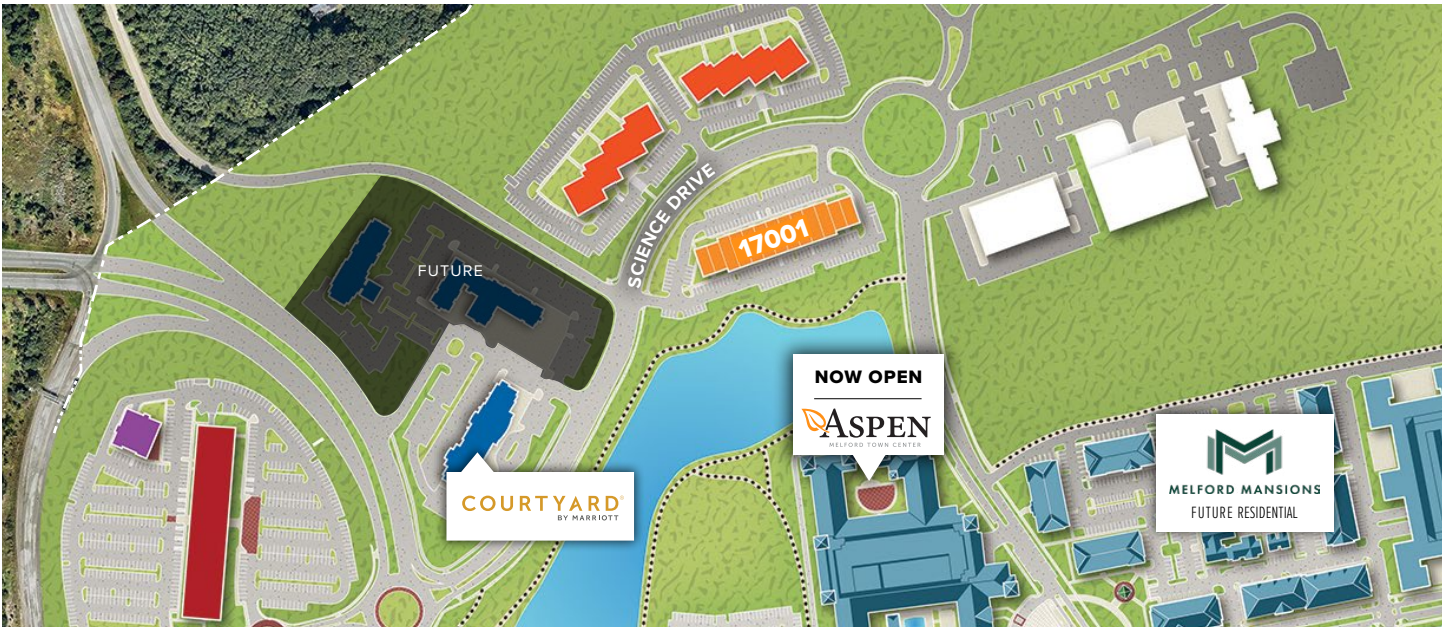 SCIENCE DRIVE
17001
FUTURE
NOW OPEN
ASPEN
MELFORD TOWN CENTER
COURTYARD®
BY MARRIOTT
MELFORD MANSIONS
FUTURE RESIDENTIAL